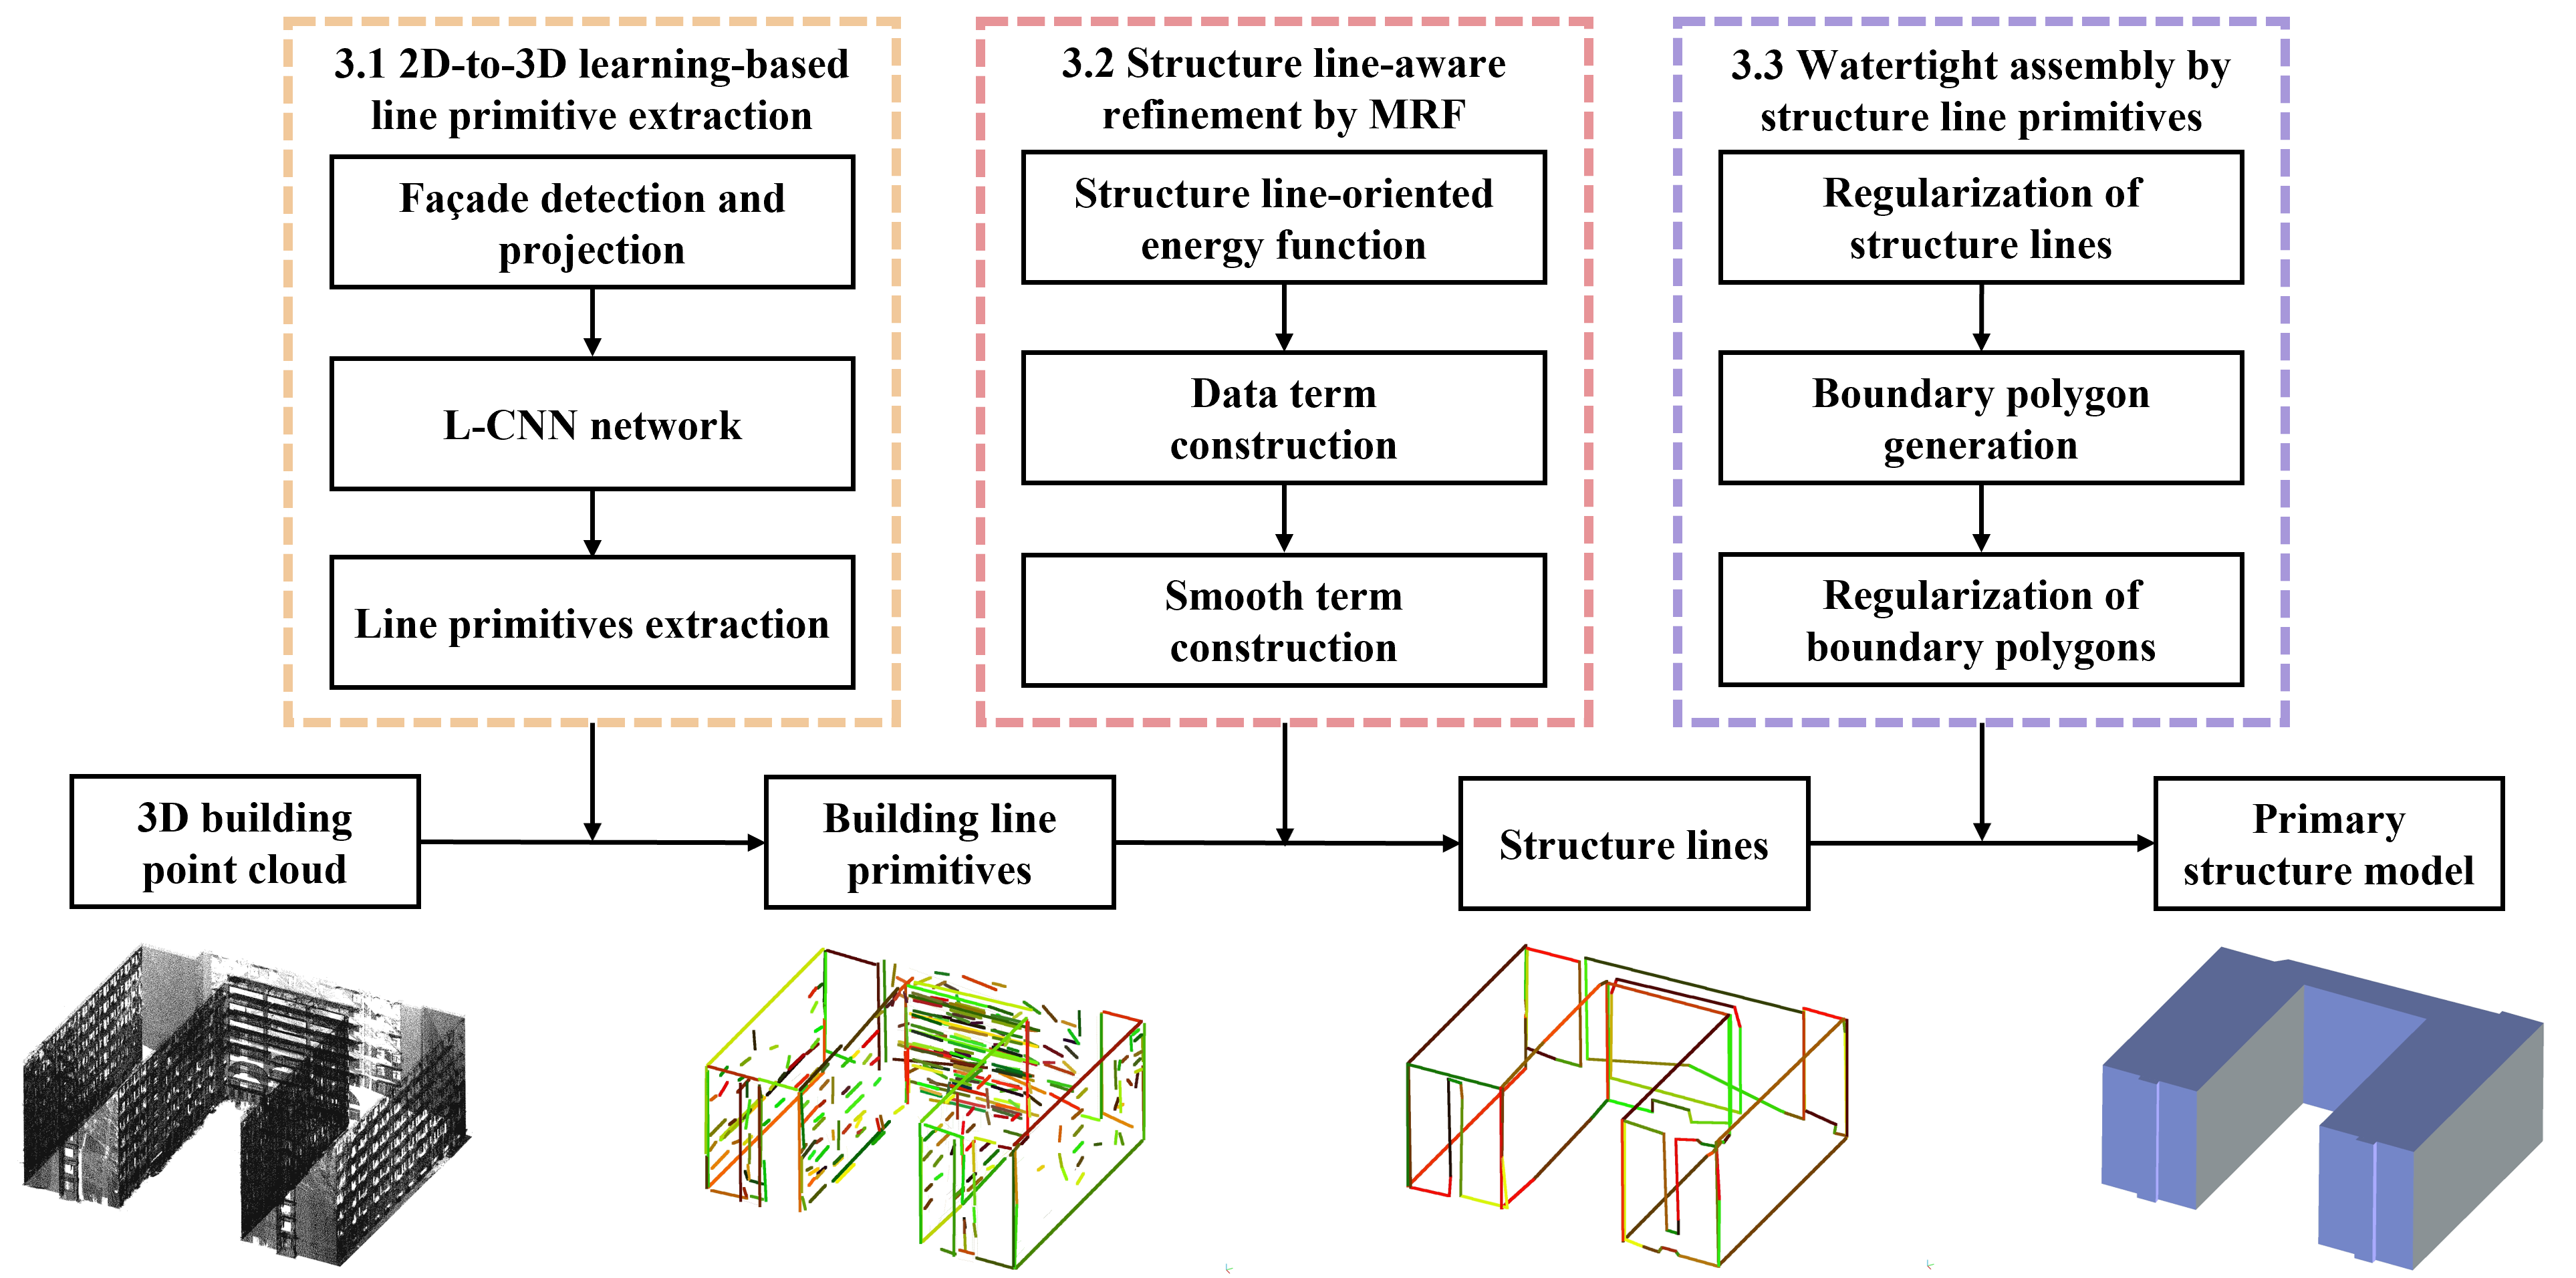 3.1 2D-to-3D learning-based
line primitive extraction
Façade detection and
projection
L-CNN network
Line primitives extraction
3.2 Structure line-aware
refinement by MRF
Structure line-oriented
energy function
Data term
construction
Smooth term
construction
3.3 Watertight assembly by
structure line primitives
Regularization of
structure lines
Boundary polygon
generation
Regularization of
boundary polygons
3D building
point cloud
Building line
primitives
Structure lines
Primary
structure model